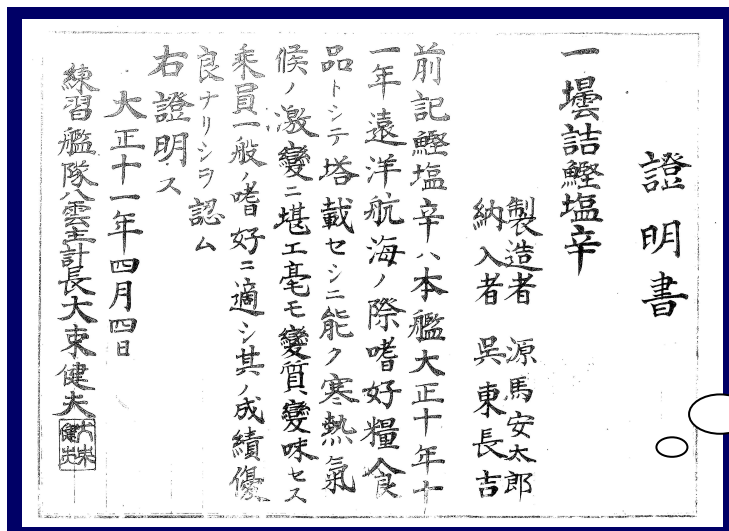 證明書
一壜詰鰹塩辛
製造者 源馬安太郎
納入者 呉東長吉
前記鰹塩辛ハ本艦大正十年十
一年遠洋航海ノ際嗜好糧食
品トシテ塔載セシニ能ク寒熱氣
候ノ激變ニ堪エ毫モ變質變味セス
乘員一般ノ嗜好ニ適シ其ノ成績優
良ナリシヲ認ム
右證明ス
大正十一年四月四日
練習艦隊八雲主計長大束健夫